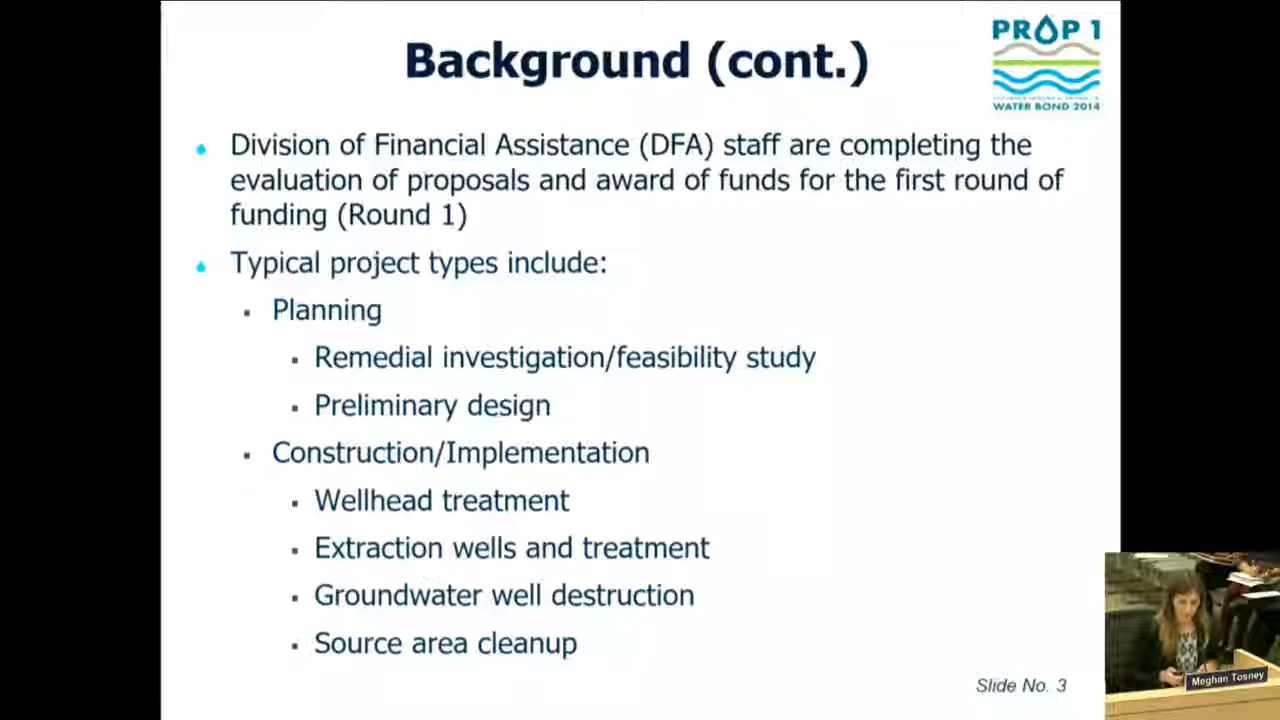 Background (cont.)
PROP 1
WATER BOND 2014
Division of Financial Assistance (DFA) staff are completing the
evaluation of proposals and award of funds for the first round of
funding (Round 1)
Typical project types include:
Planning
Remedial investigation/feasibility study
Preliminary design
Construction/Implementation
Wellhead treatment
Extraction wells and treatment
Groundwater well destruction
Source area cleanup
Slide No. 3
Meghan Tosney